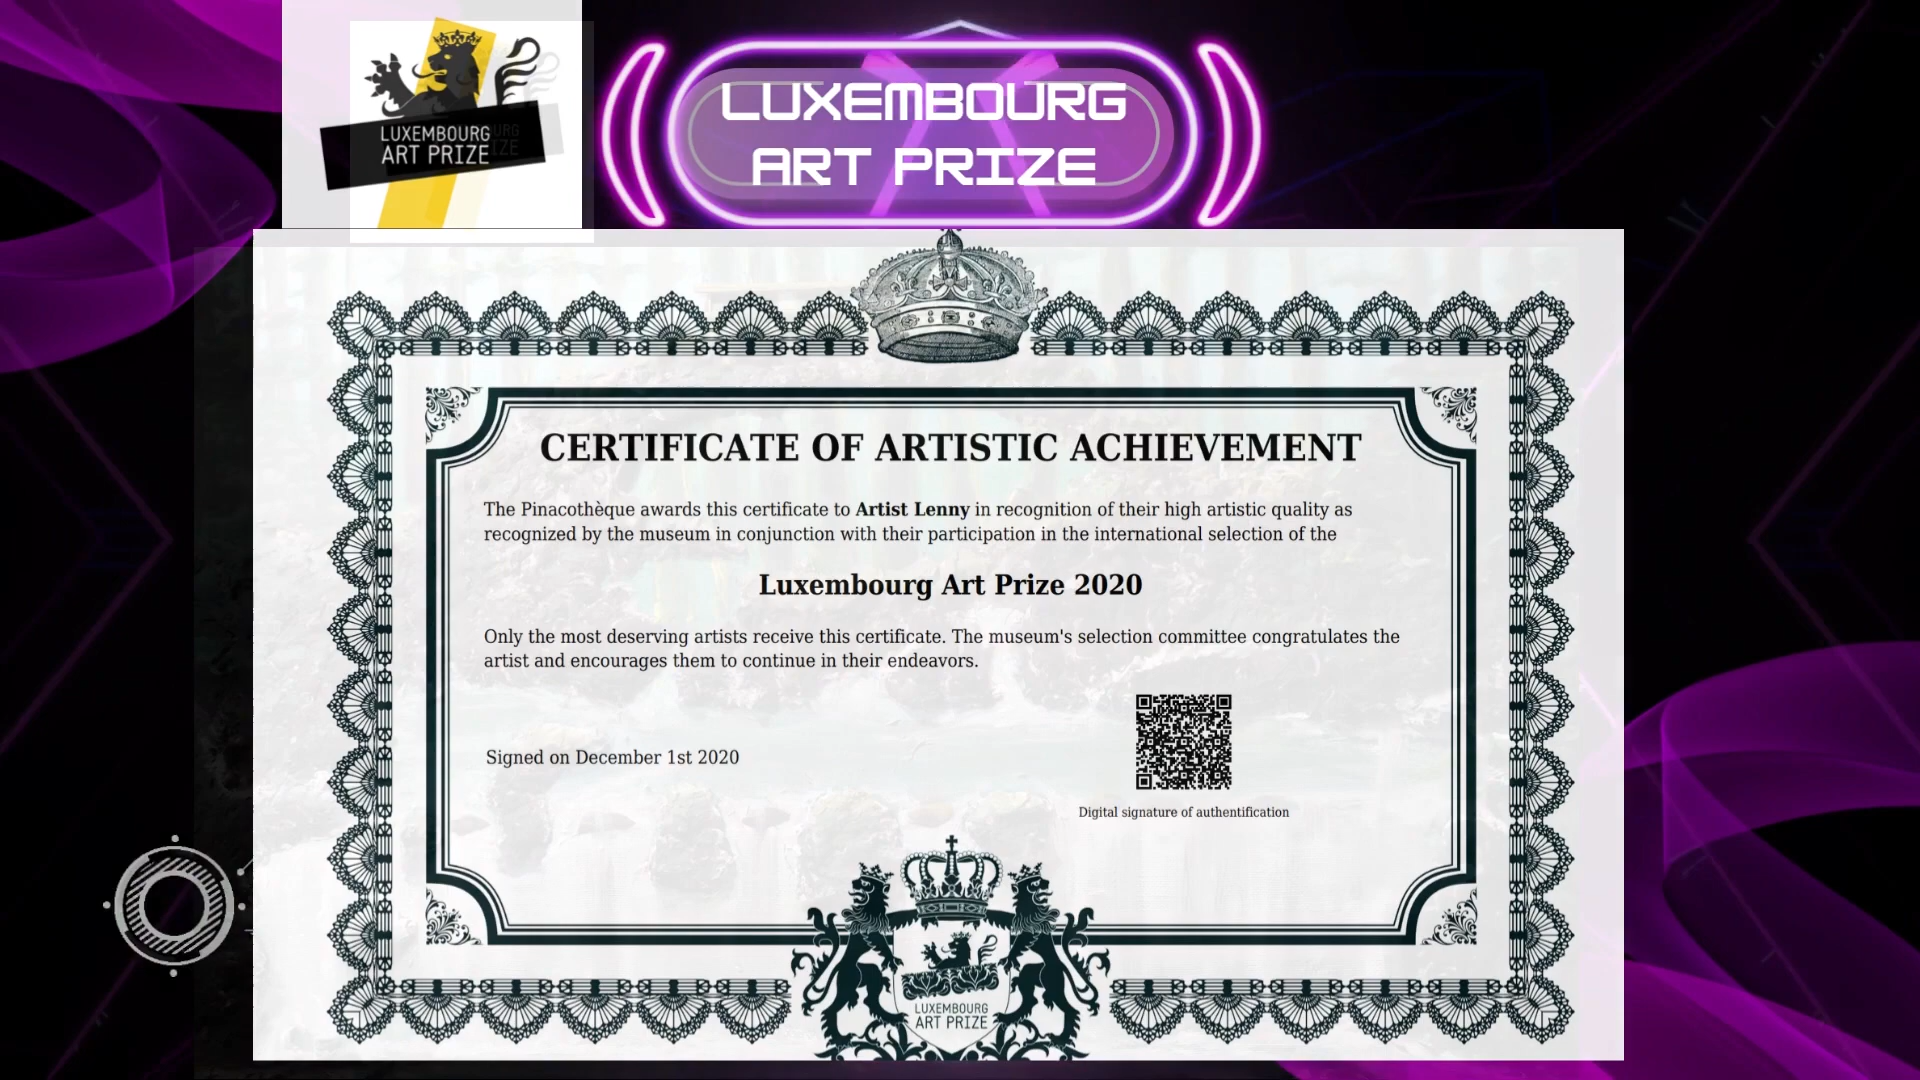 LUXEMBOURG
ART PRIZE
LUXEMBOURG
ART PRIZE
CERTIFICATE OF ARTISTIC ACHIEVEMENT
The Pinacothèque awards this certificate to Artist Lenny in recognition of their high artistic quality as
recognized by the museum in conjunction with their participation in the international selection of the
Luxembourg Art Prize 2020
Only the most deserving artists receive this certificate. The museum's selection committee congratulates the
artist and encourages them to continue in their endeavors.
Signed on December 1st 2020
Digital signature of authentification
LUXEMBOURG
ART PRIZE